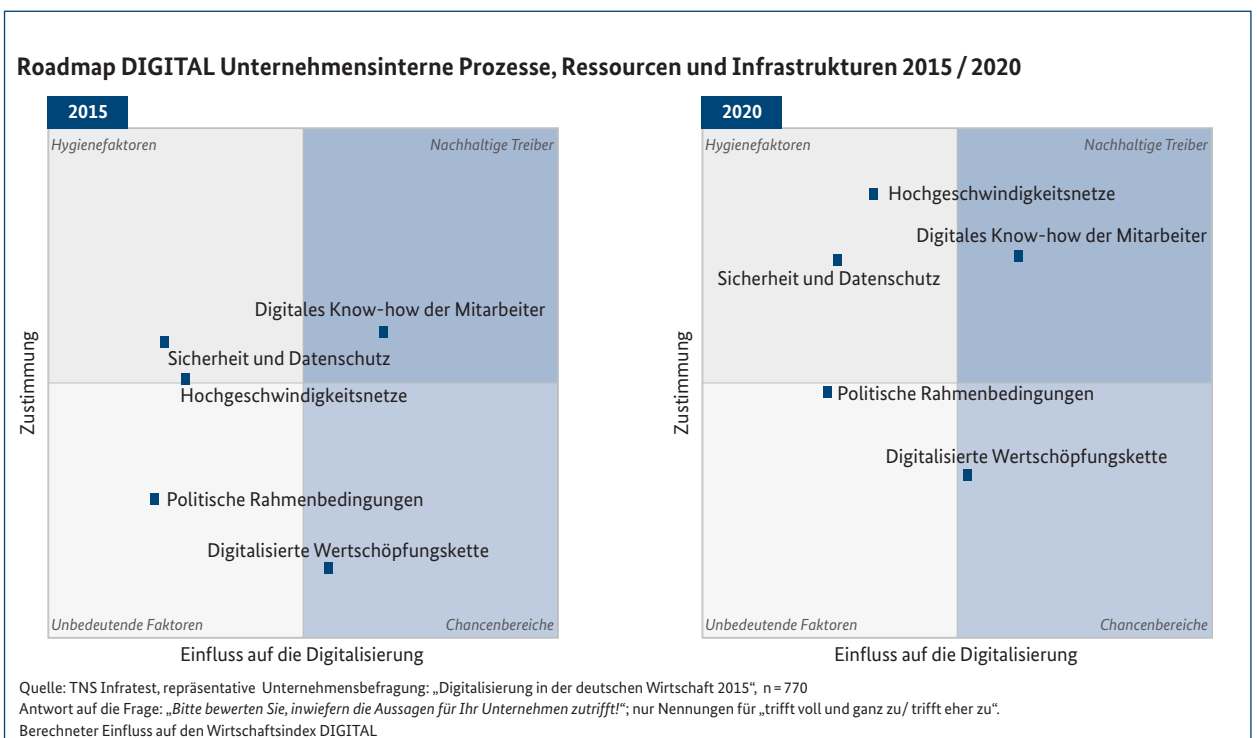 Roadmap DIGITAL Unternehmensinterne Prozesse, Ressourcen und Infrastrukturen 2015 / 2020
2015
Hygienefaktoren
Nachhaltige Treiber
Digitales Know-how der Mitarbeiter
Sicherheit und Datenschutz
Hochgeschwindigkeitsnetze
Politische Rahmenbedingungen
Digitalisierte Wertschöpfungskette
Unbedeutende Faktoren
Chancenbereiche
Zustimmung
Einfluss auf die Digitalisierung
2020
Hygienefaktoren
Nachhaltige Treiber
Hochgeschwindigkeitsnetze
Digitales Know-how der Mitarbeiter
Sicherheit und Datenschutz
Politische Rahmenbedingungen
Digitalisierte Wertschöpfungskette
Unbedeutende Faktoren
Chancenbereiche
Zustimmung
Einfluss auf die Digitalisierung
Quelle: TNS Infratest, repräsentative Unternehmensbefragung: „Digitalisierung in der deutschen Wirtschaft 2015“, n = 770
Antwort auf die Frage: „Bitte bewerten Sie, inwiefern die Aussagen für Ihr Unternehmen zutrifft!“; nur Nennungen für „trifft voll und ganz zu/ trifft eher zu“.
Berechneter Einfluss auf den Wirtschaftsindex DIGITAL